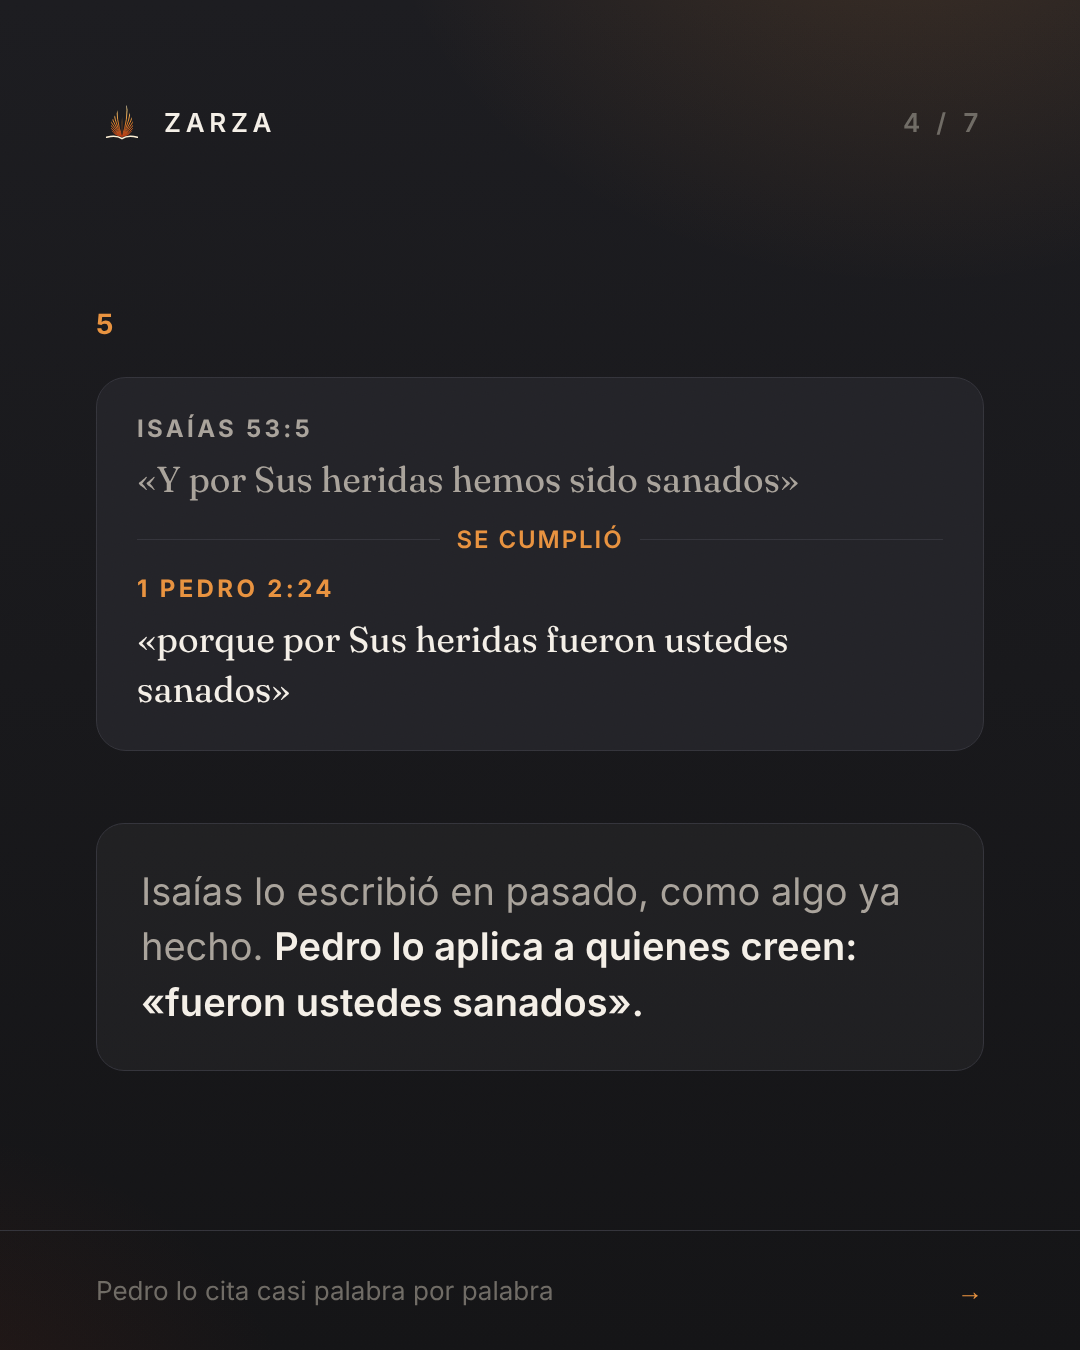 ZARZA
4 / 7
5
ISAÍAS 53:5
«Y por Sus heridas hemos sido sanados»
SE CUMPLIÓ
1 PEDRO 2:24
«porque por Sus heridas fueron ustedes
sanados»
Isaías lo escribió en pasado, como algo ya
hecho. Pedro lo aplica a quienes creen:
«fueron ustedes sanados».
Pedro lo cita casi palabra por palabra
→